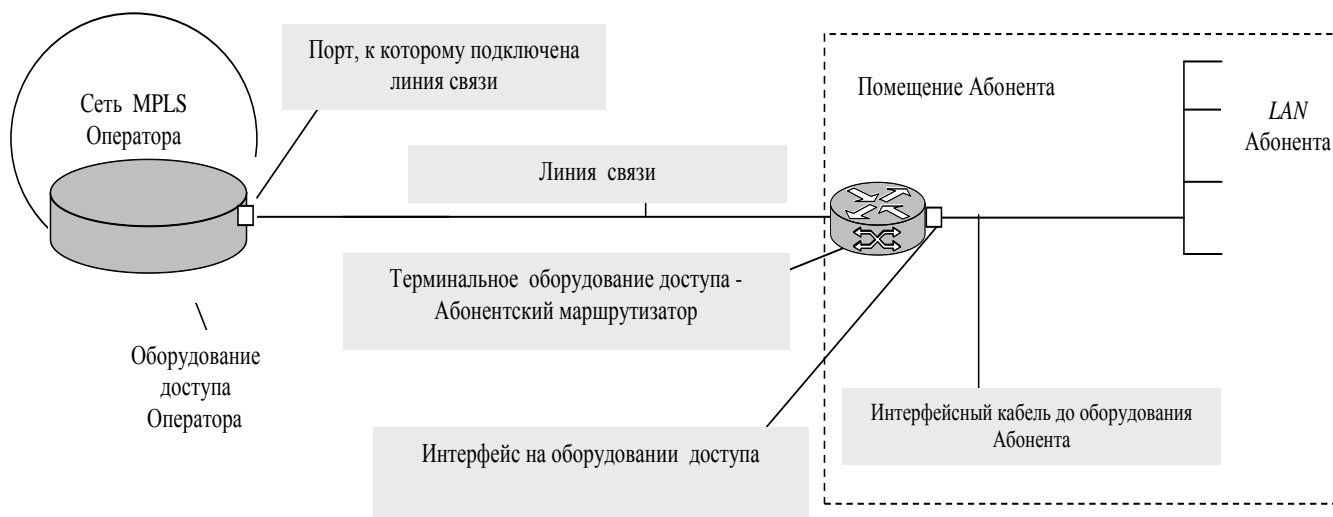 Сеть MPLS
Оператора
Порт, к которому подключена
линия связи
Помещение Абонента
LAN
Абонента
Линия связи
Терминальное оборудование доступа -
Абонентский маршрутизатор
Оборудование
доступа
Оператора
Интерфейсный кабель до оборудования
Абонента
Интерфейс на оборудовании доступа